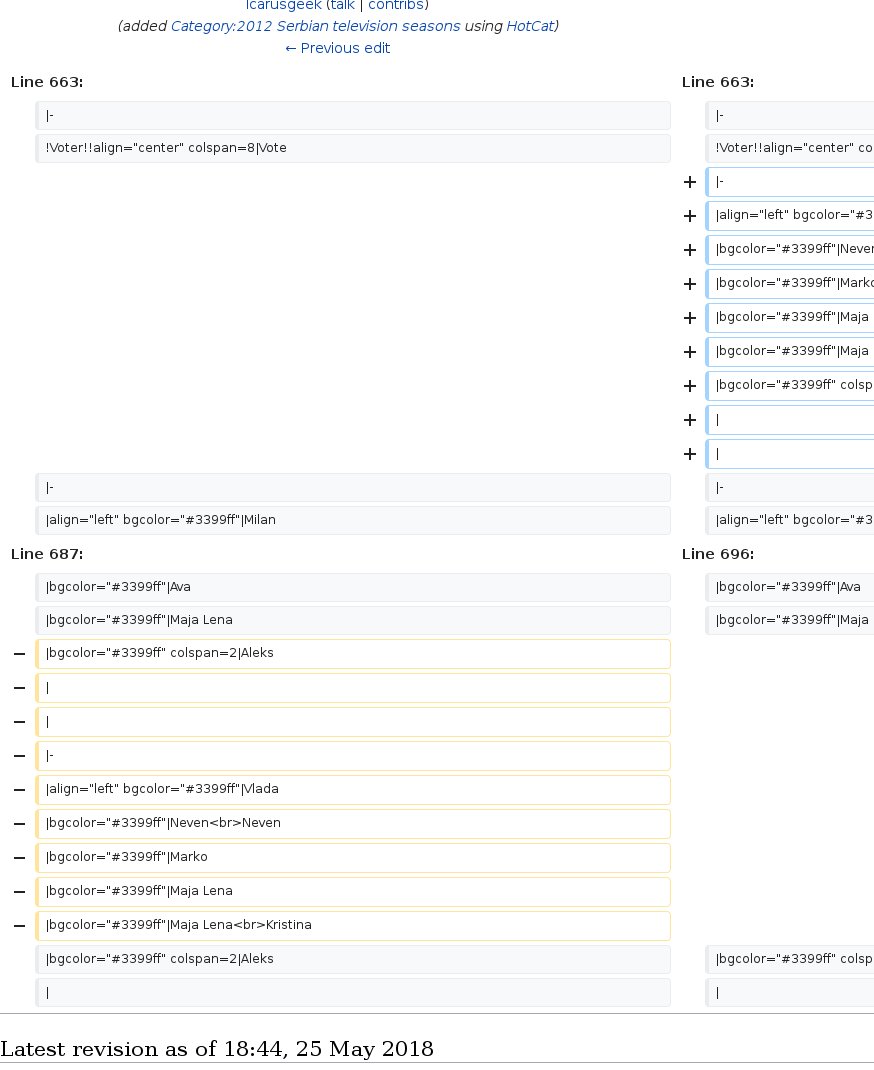 Icarusgeek (talk | contribs)
(added Category:2012 Serbian television seasons using HotCat)
← Previous edit
Line 663: Line 663:
|- |-
!Voter!!align="center" colspan=8|Vote !Voter!!align="center" co
+ |-
+ |align="left" bgcolor="#3
+ |bgcolor="#3399ff"|Never
+ |bgcolor="#3399ff"|Marko
+ |bgcolor="#3399ff"|Maja
+ |bgcolor="#3399ff"|Maja
+ |bgcolor="#3399ff" colsp
+ |
+ |
|- |-
|align="left" bgcolor="#3399ff"|Milan |align="left" bgcolor="#3
Line 687: Line 696:
|bgcolor="#3399ff"|Ava |bgcolor="#3399ff"|Ava
|bgcolor="#3399ff"|Maja Lena |bgcolor="#3399ff"|Maja
− |bgcolor="#3399ff" colspan=2|Aleks
− |
− |
− |-
− |align="left" bgcolor="#3399ff"|Vlada
− |bgcolor="#3399ff"|Neven<br>Neven
− |bgcolor="#3399ff"|Marko
− |bgcolor="#3399ff"|Maja Lena
− |bgcolor="#3399ff"|Maja Lena<br>Kristina
|bgcolor="#3399ff" colspan=2|Aleks |bgcolor="#3399ff" colsp
| |
Latest revision as of 18:44, 25 May 2018